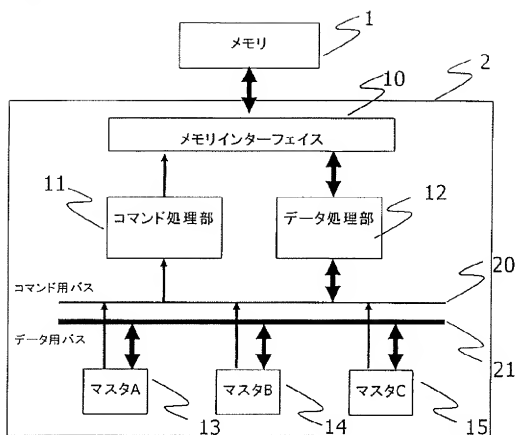 1
メモリ
2
10
メモリインターフェイス
11
コマンド処理部
データ処理部
12
コマンド用バス
20
データ用バス
21
マスタA
マスタB
マスタC
13
14
15